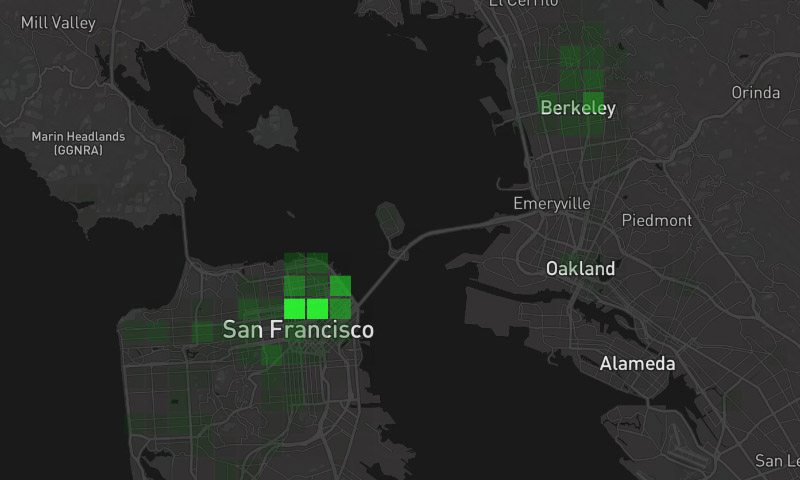 El Cerrito
Mill Valley
Orinda
Berkeley
Marin Headlands
(GGNRA)
Emeryville
Piedmont
Oakland
San Francisco
Alameda
San Le